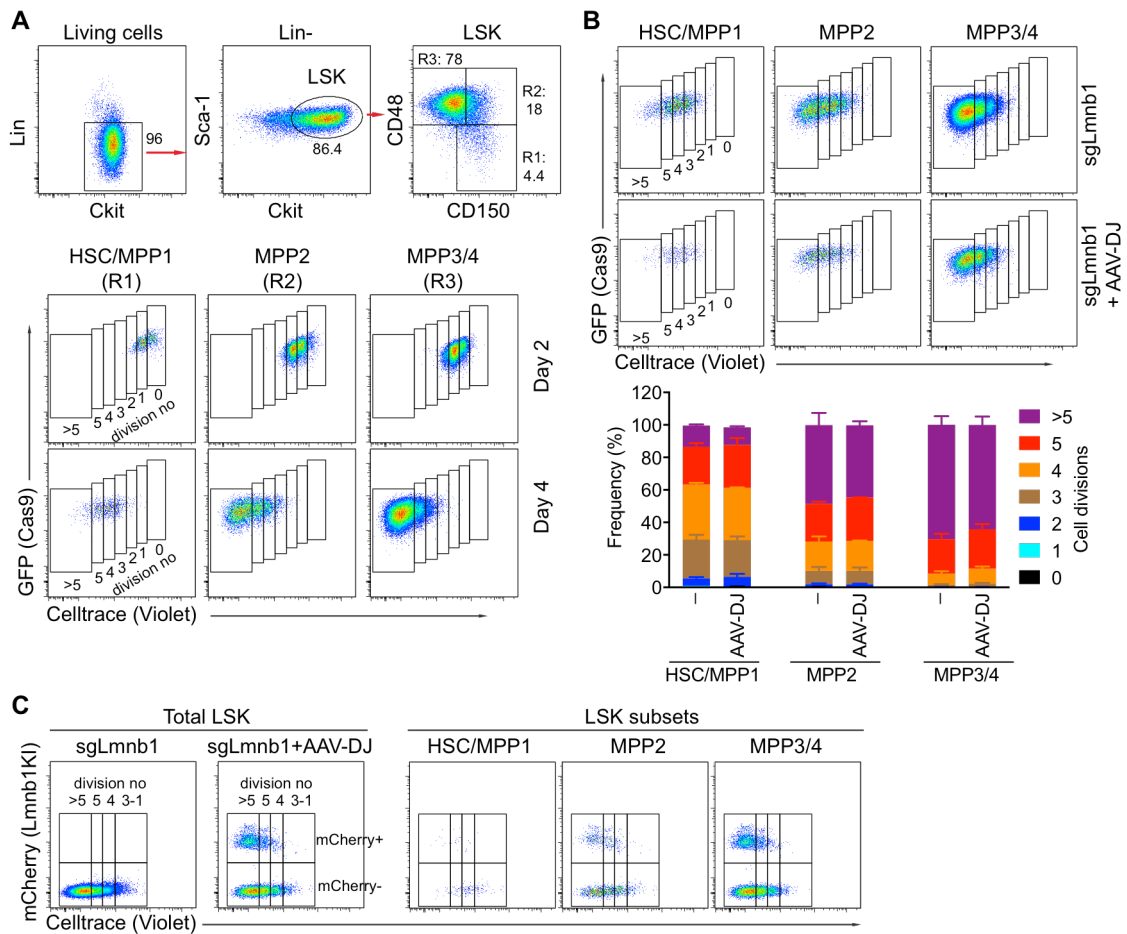 A
Living cells
Lin-
LSK
Lin
96
Ckit
Sca-1
LSK
86.4
Ckit
CD48
R3: 78
R2:
18
R1:
4.4
CD150
HSC/MPP1
(R1)
MPP2
(R2)
MPP3/4
(R3)
GFP (Cas9)
>5
5 4 3 2 1 0
division no
Day 2
>5
5 4 3 2 1 0
division no
Day 4
Celltrace (Violet)
B
HSC/MPP1
MPP2
MPP3/4
GFP (Cas9)
>5
5 4 3 2 1 0
sgLmnb1
>5
5 4 3 2 1 0
sgLmnb1
+ AAV-DJ
Celltrace (Violet)
Frequency (%)
120
100
80
60
40
20
0
–
AAV-DJ
–
AAV-DJ
–
AAV-DJ
HSC/MPP1
MPP2
MPP3/4
>5
5
4
3
2
1
0
Cell divisions
C
Total LSK
LSK subsets
sgLmnb1
sgLmnb1+AAV-DJ
HSC/MPP1
MPP2
MPP3/4
mCherry (Lmnb1KI)
division no
>5 5 4 3-1
division no
>5 5 4 3-1
mCherry+
mCherry-
Celltrace (Violet)